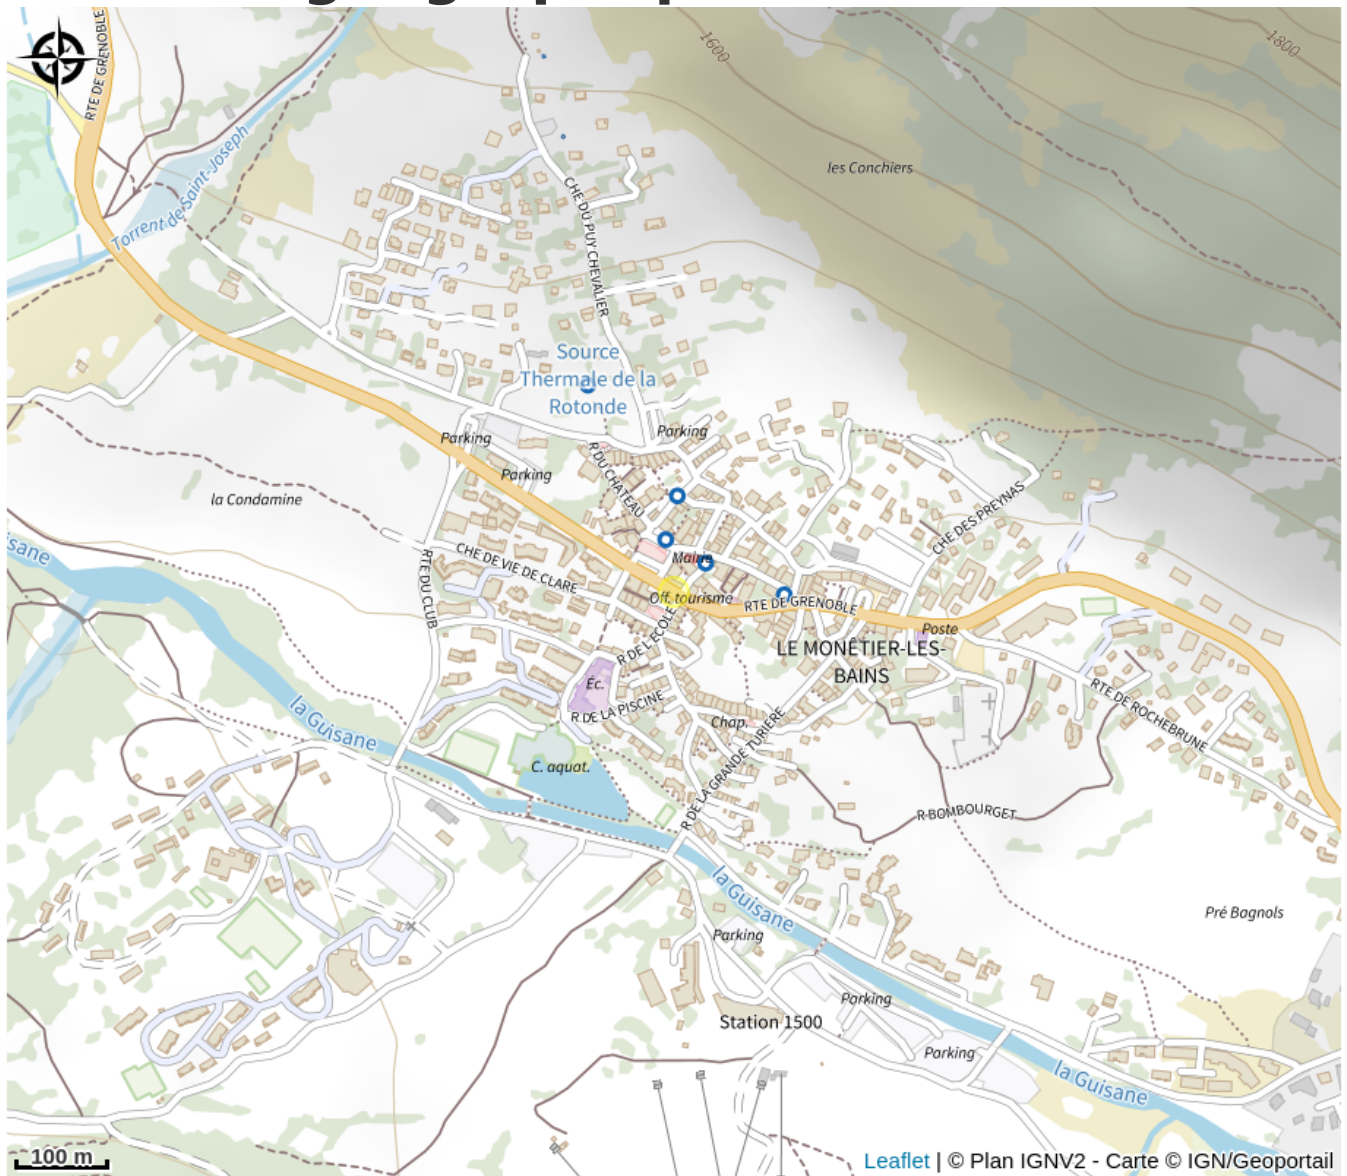 RTE DE GRENOBLE
1600
1800
Torrent de Saint-Joseph
les Conchiers
CHE DU PUY CHEVALIER
Source
Thermale de la
Rotonde
Parking
Parking
Parking
R DU CHATEAU
la Condamine
CHE DES PREYNAS
CHE DE VIE DE CLARE
RTE DU CLUB
Mairie
Off. tourisme
RTE DE GRENOBLE
Poste
LE MONÊTIER-LES-
BAINS
R DE L'ECOLE
Éc.
R DE LA PISCINE
Chap.
RTE DE ROCHEBRUNE
la Guisane
C. aquat.
R DE LA GRANDE TURIÈRE
R BOMBOURGET
la Guisane
Pré Bagnols
Parking
Parking
Station 1500
Parking
la Guisane
100 m
Leaflet | © Plan IGNV2 - Carte © IGN/Geoportail